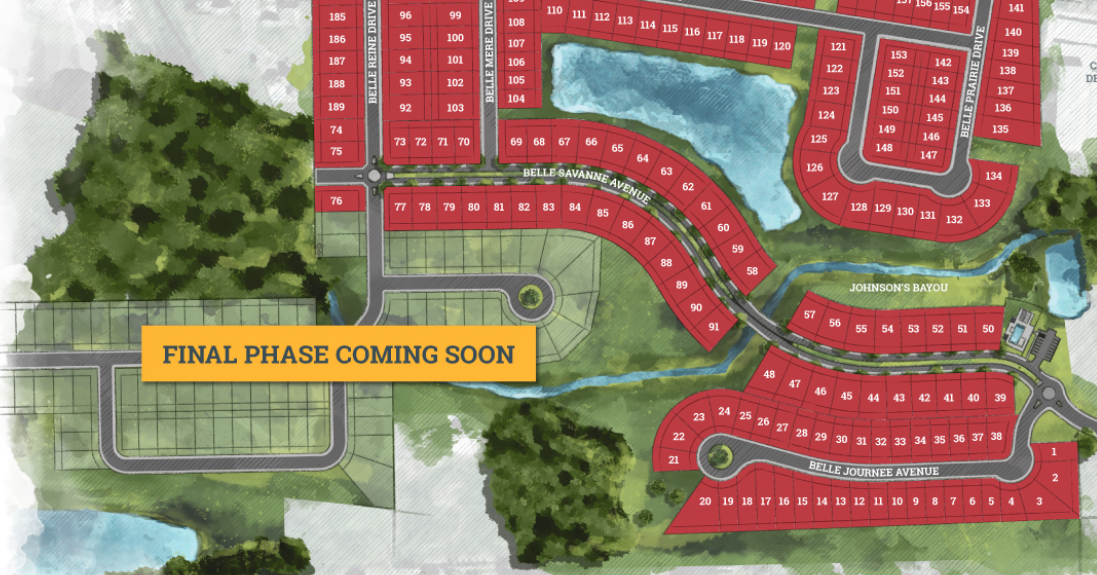 185
186
187
188
189
74
75
76
BELLE REINE DRIVE
96 99
95 100
94 101
93 102
92 103
73 72 71 70
BELLE MERE DRIVE
108
107
106
105
104
110 111 112 113 114 115 116 117 118 119 120
156 155 154
121
122
123
124
125
126
127
128 129 130 131 132
133
134
153 142
152 143
151 144
150 145
149 146
148 147
BELLE PRAIRIE DRIVE
141
140
139
138
137
136
135
69 68 67 66 65 64 63 62 61 60 59 58
BELLE SAVANNE AVENUE
77 78 79 80 81 82 83 84 85 86 87 88 89 90 91
JOHNSON'S BAYOU
57 56 55 54 53 52 51 50
FINAL PHASE COMING SOON
48 47 46 45 44 43 42 41 40 39
21 22 23 24 25 26 27 28 29 30 31 32 33 34 35 36 37 38
BELLE JOURNEE AVENUE
1
2
20 19 18 17 16 15 14 13 12 11 10 9 8 7 6 5 4 3